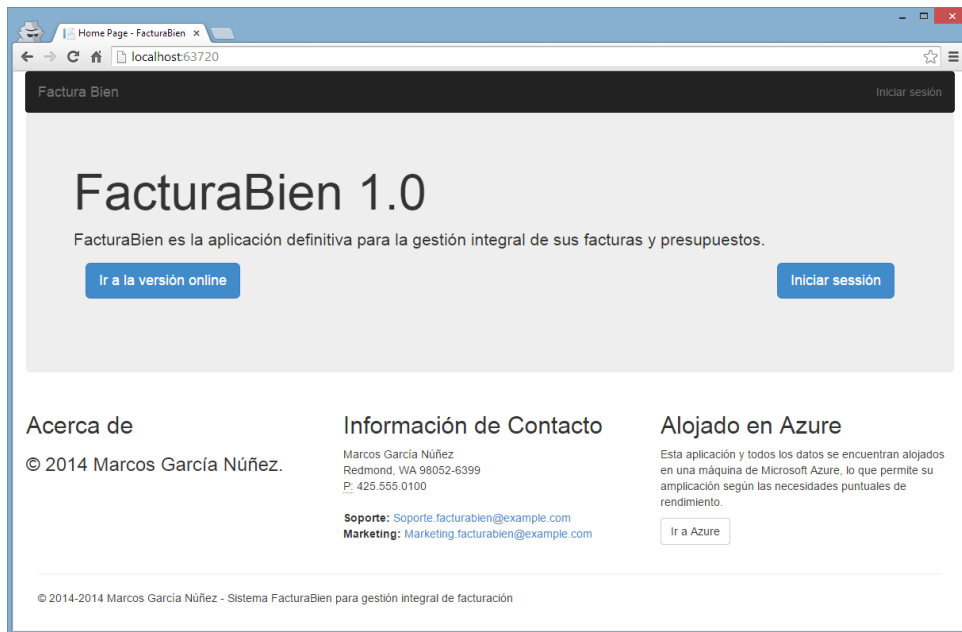 Home Page - FacturaBien
localhost:63720
Factura Bien
Iniciar sesión
FacturaBien 1.0
FacturaBien es la aplicación definitiva para la gestión integral de sus facturas y presupuestos.
Ir a la versión online
Iniciar sessión
Acerca de
© 2014 Marcos García Núñez.
Información de Contacto
Marcos García Núñez
Redmond, WA 98052-6399
P: 425.555.0100
Soporte: Soporte.facturabien@example.com
Marketing: Marketing.facturabien@example.com
Alojado en Azure
Esta aplicación y todos los datos se encuentran alojados
en una máquina de Microsoft Azure, lo que permite su
amplicación según las necesidades puntuales de
rendimiento.
Ir a Azure
© 2014-2014 Marcos García Núñez - Sistema FacturaBien para gestión integral de facturación